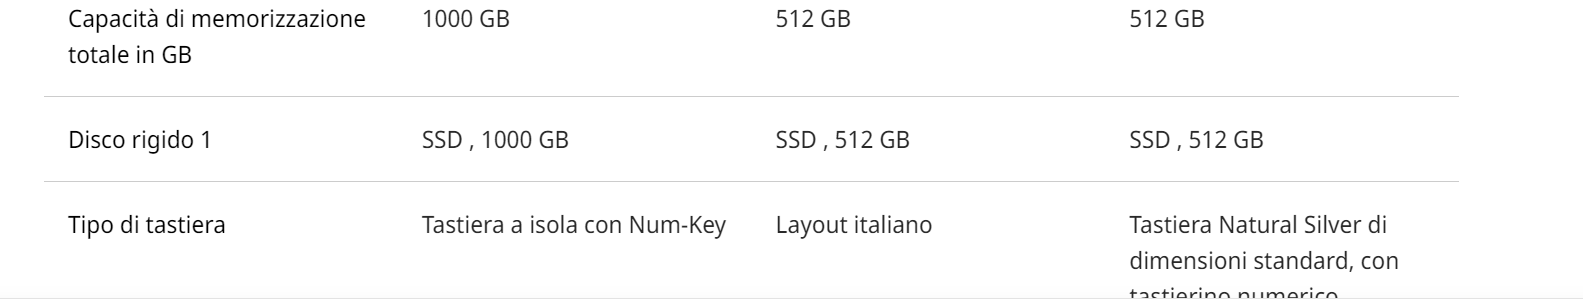 Capacità di memorizzazione 1000 GB 512 GB 512 GB
totale in GB
Disco rigido 1 SSD , 1000 GB SSD , 512 GB SSD , 512 GB
Tipo di tastiera Tastiera a isola con Num-Key Layout italiano Tastiera Natural Silver di
dimensioni standard, con
tastierino numerico